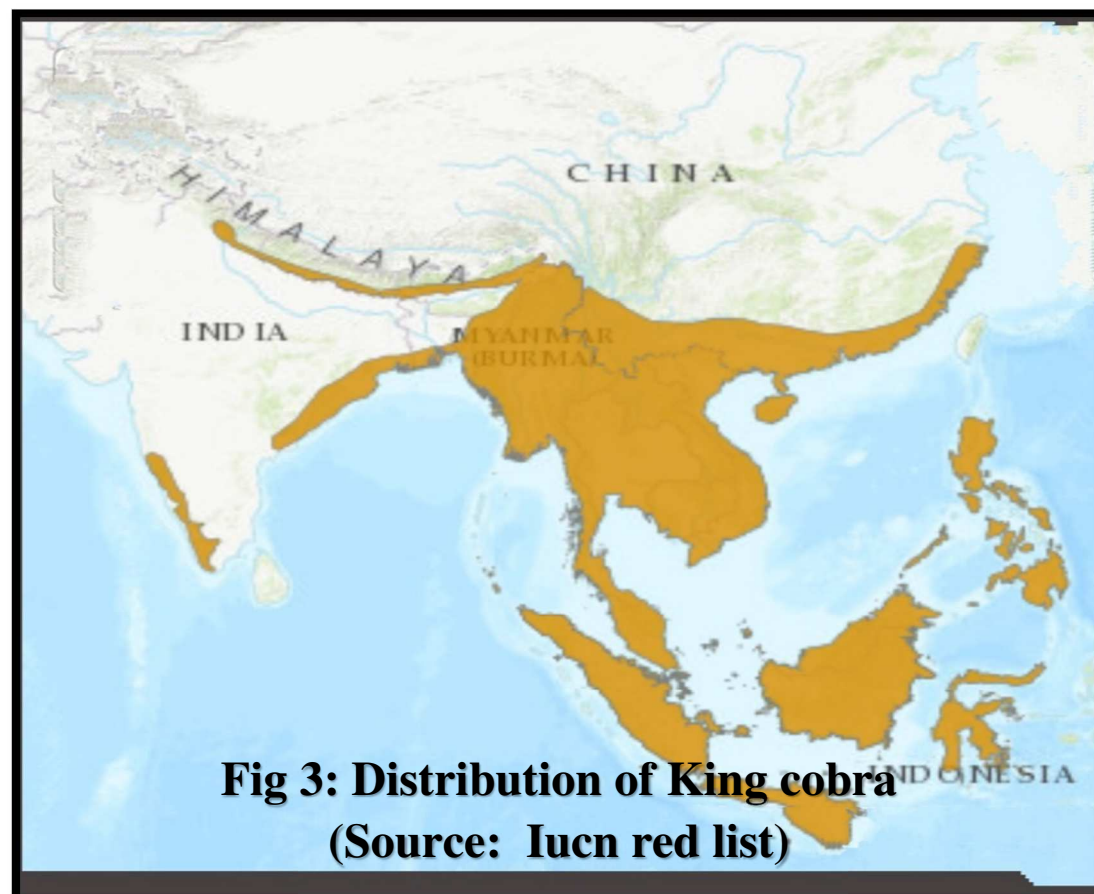 CHINA
HIMALAYA
INDIA
MYANMAR
(BURMA)
INDONESIA
Fig 3: Distribution of King cobra
(Source:  Iucn red list)